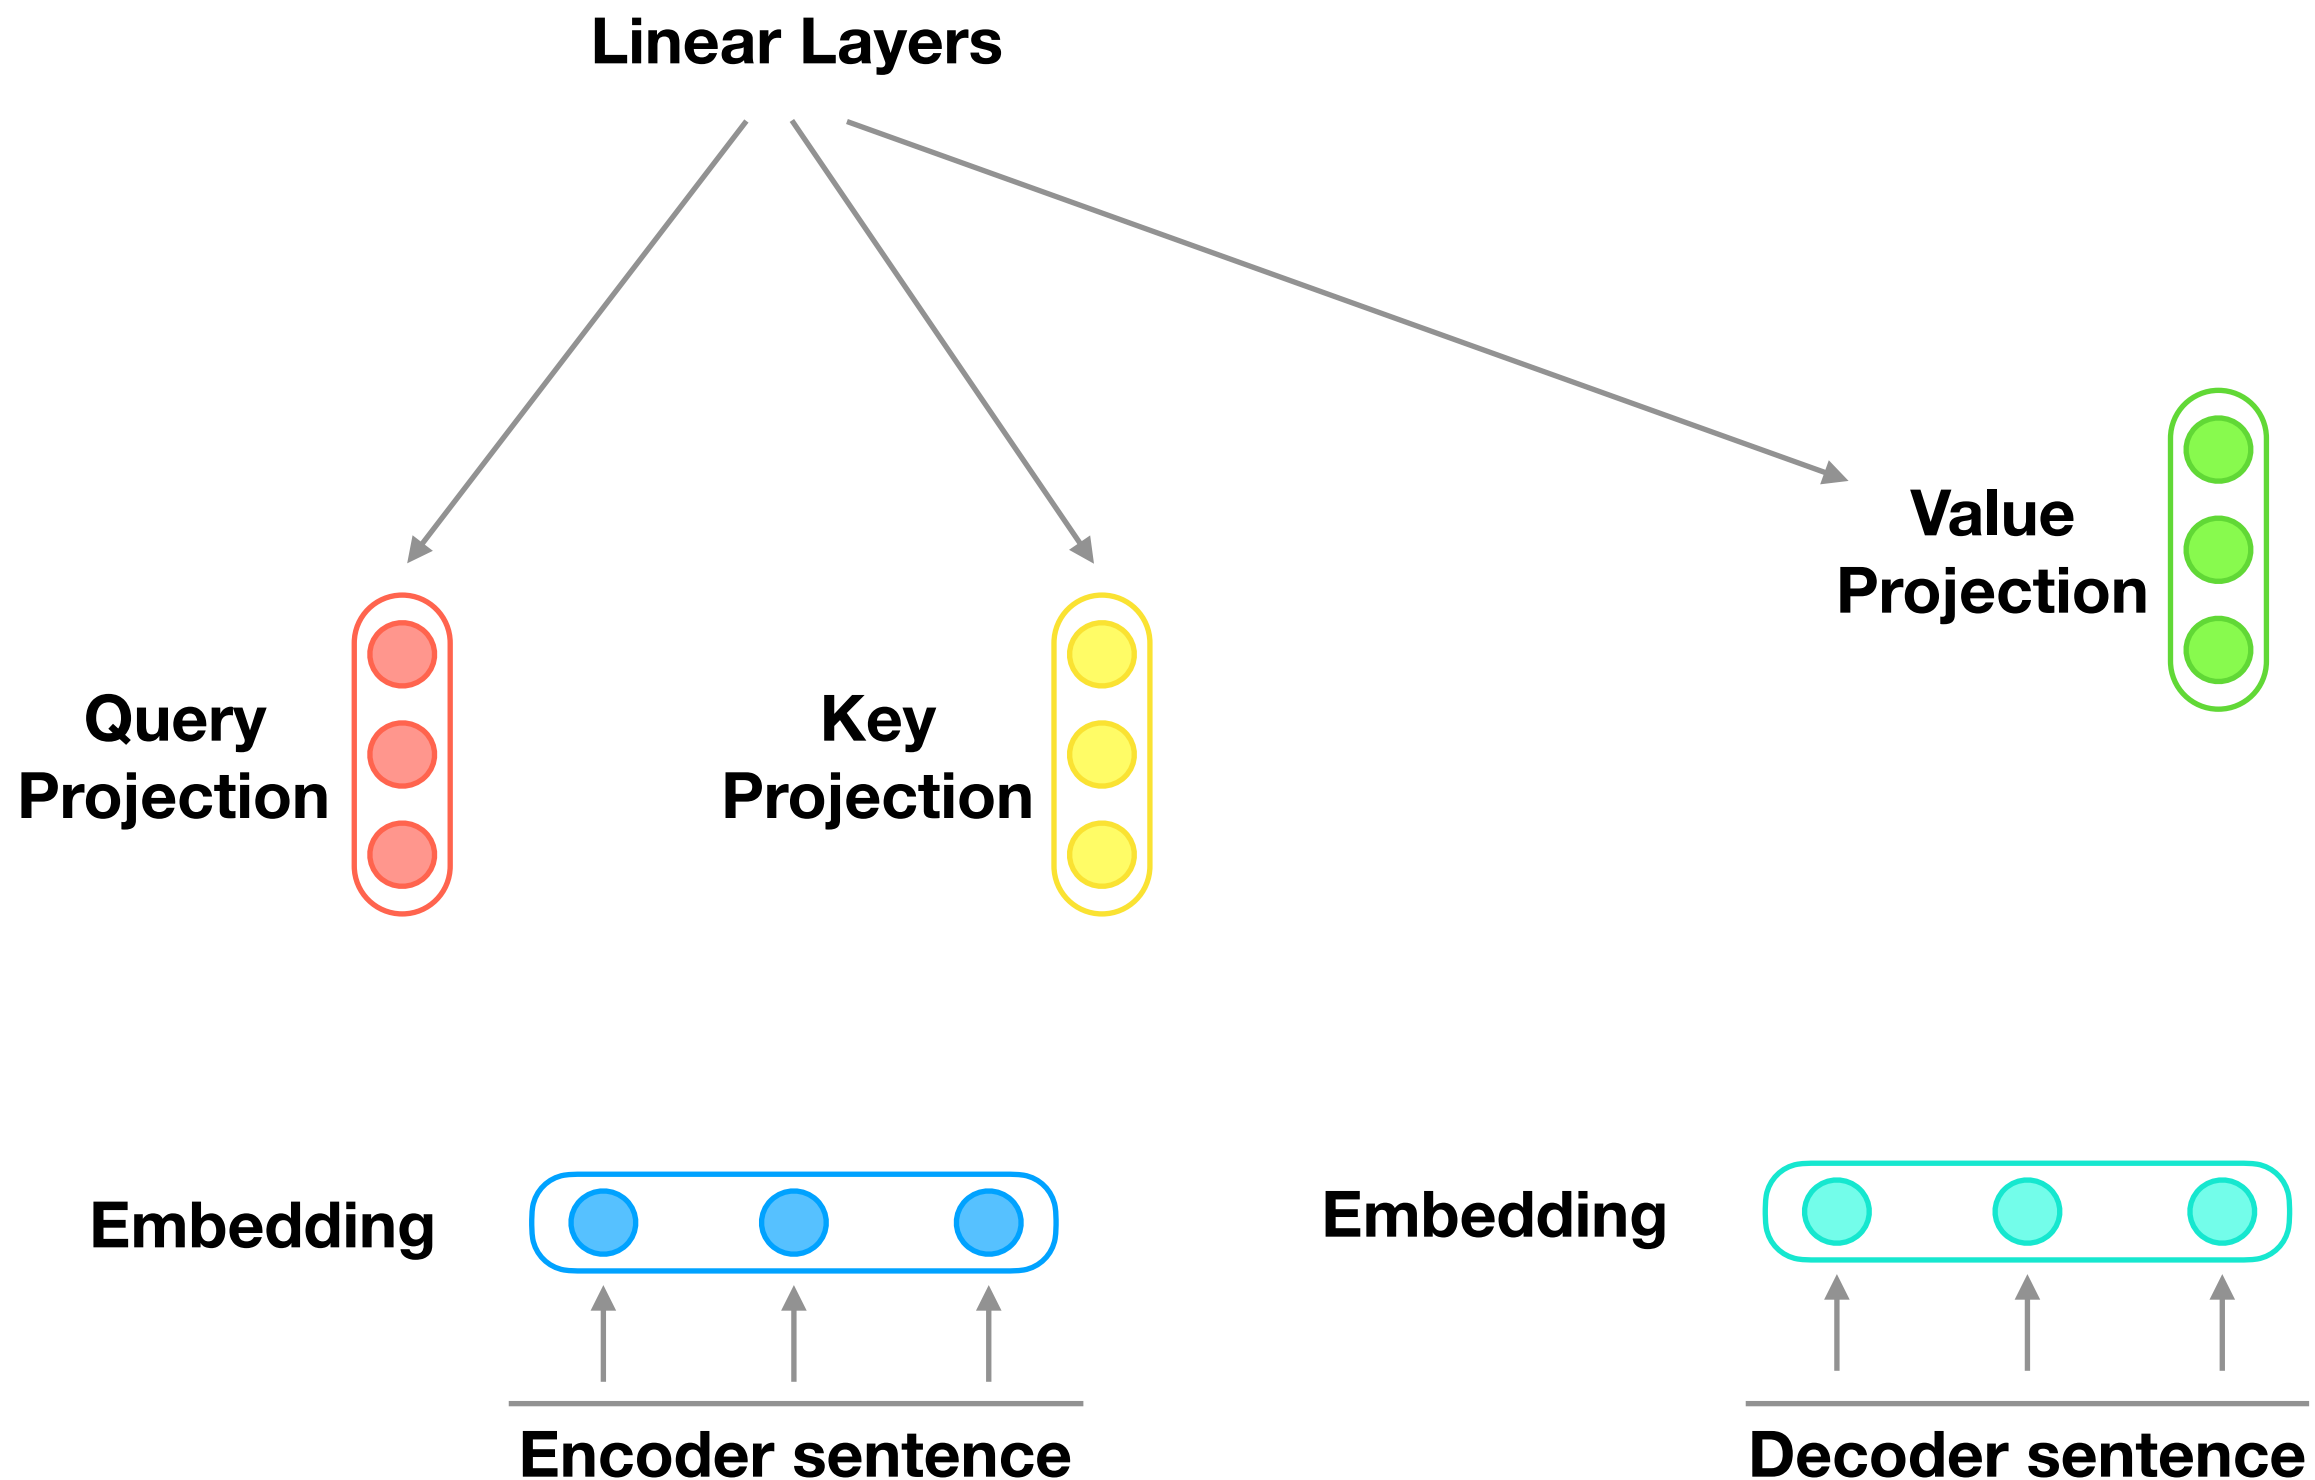 Linear Layers
Value
Projection
Query
Projection
Key
Projection
Embedding
Embedding
Encoder sentence
Decoder sentence